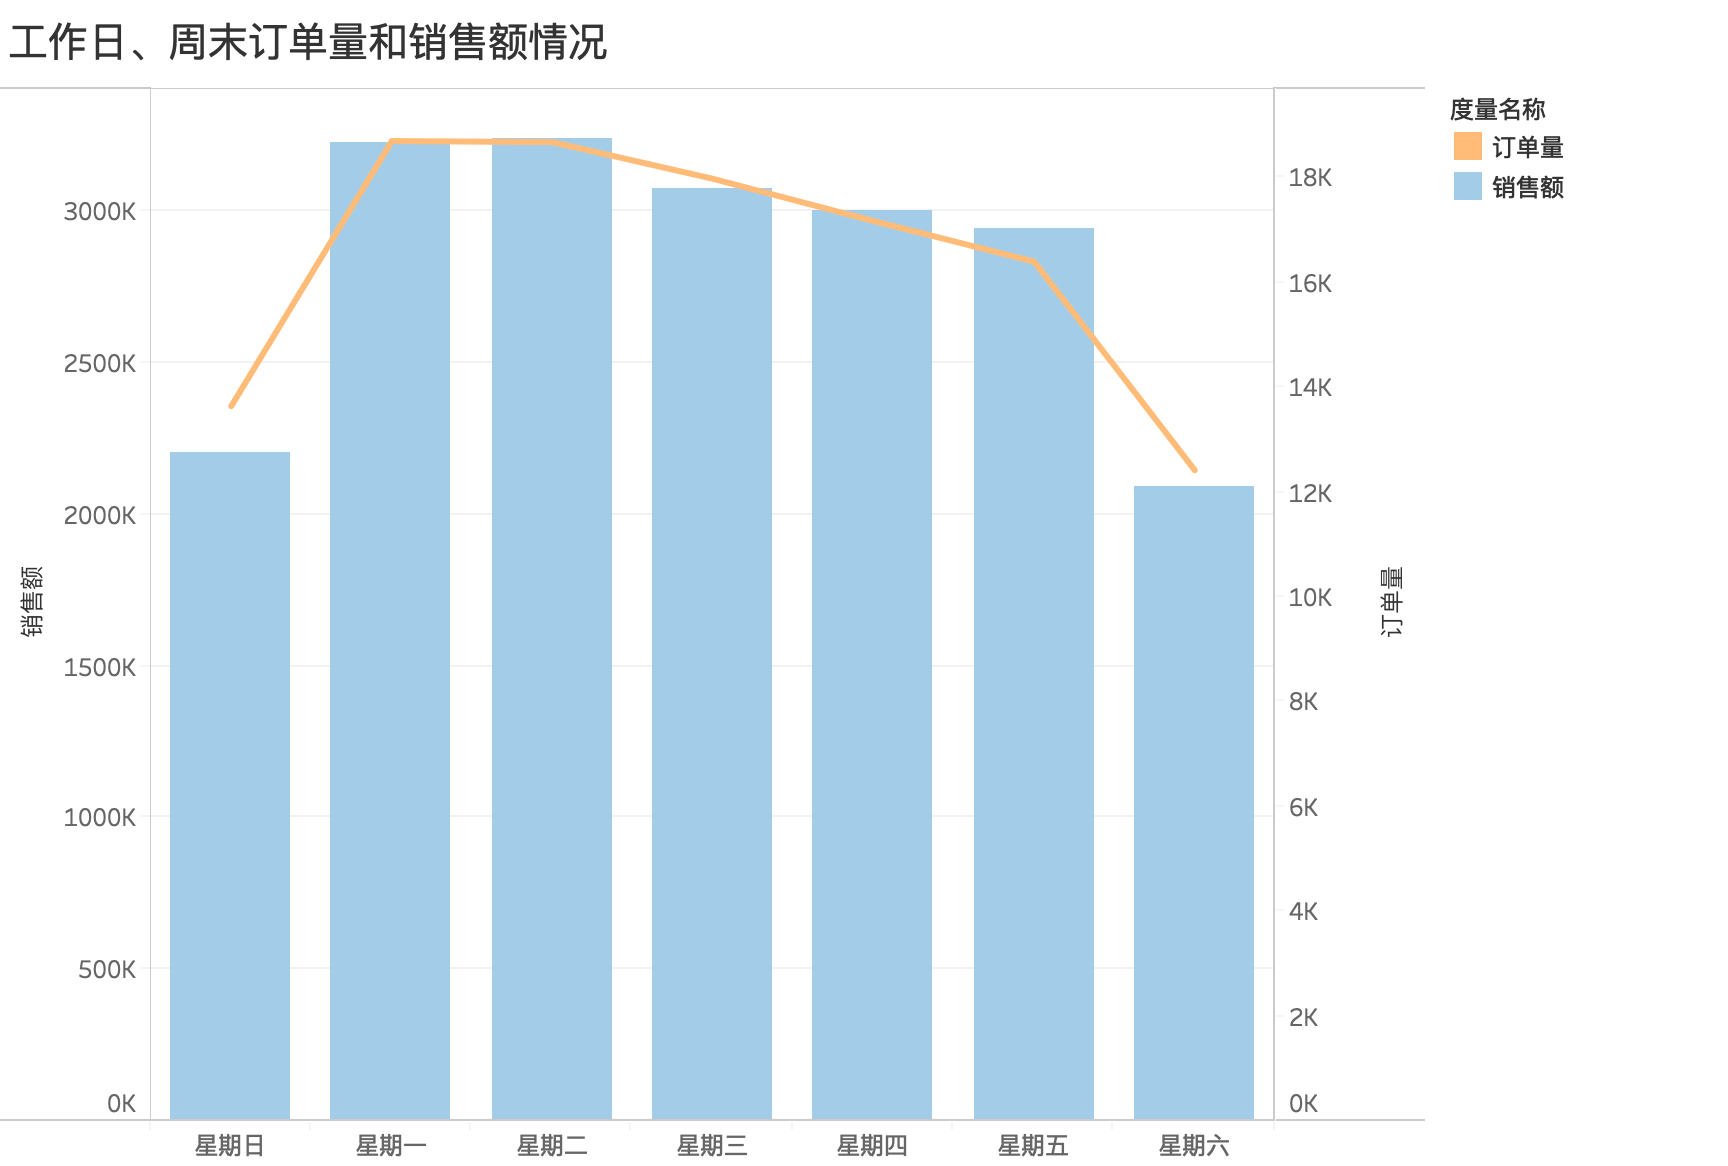 工作日、周末订单量和销售额情况
度量名称
订单量
销售额
3000K
2500K
2000K
1500K
1000K
500K
0K
销售额
18K
16K
14K
12K
10K
8K
6K
4K
2K
0K
订单量
星期日 星期一 星期二 星期三 星期四 星期五 星期六